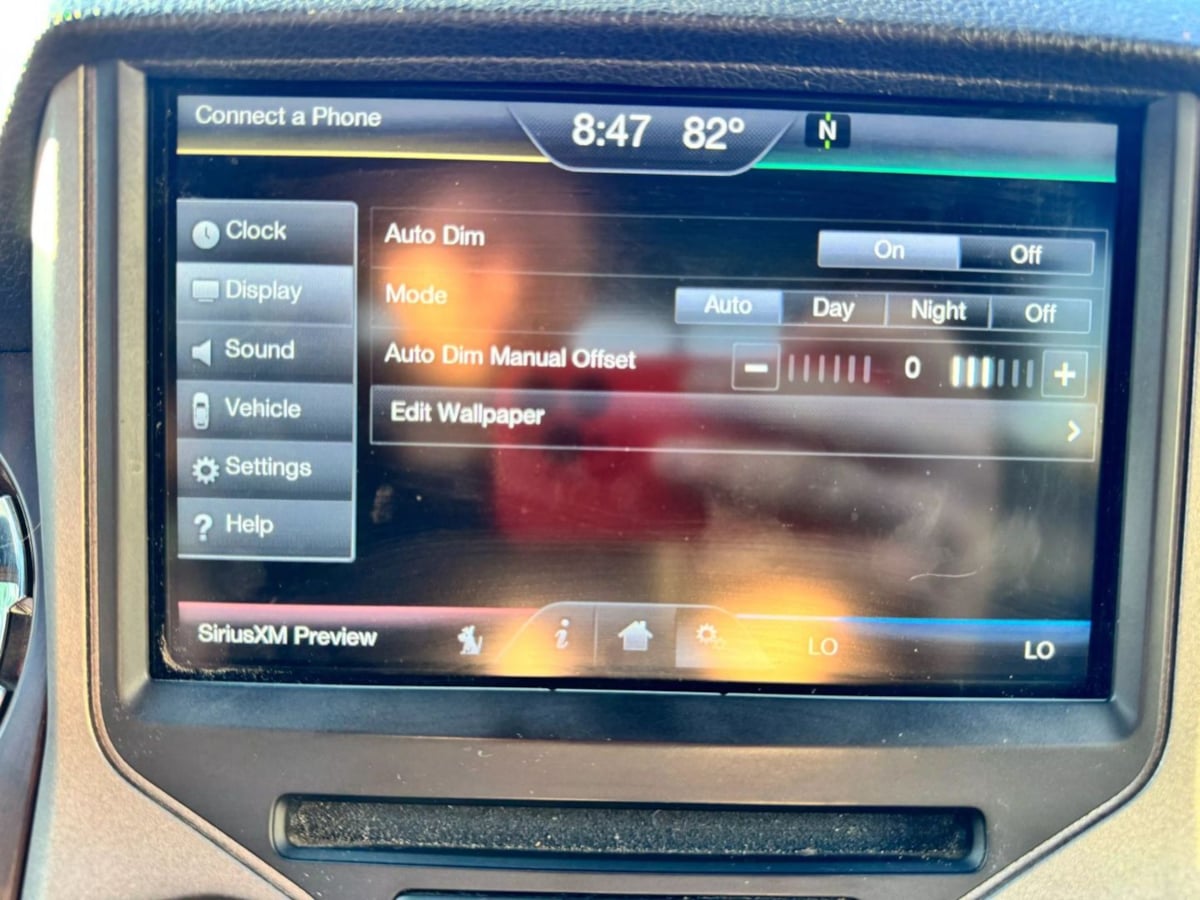 Connect a Phone 8:47 82° N
Clock
Display
Sound
Vehicle
Settings
? Help
Auto Dim On Off
Mode Auto Day Night Off
Auto Dim Manual Offset − 0 +
Edit Wallpaper >
SiriusXM Preview i LO LO